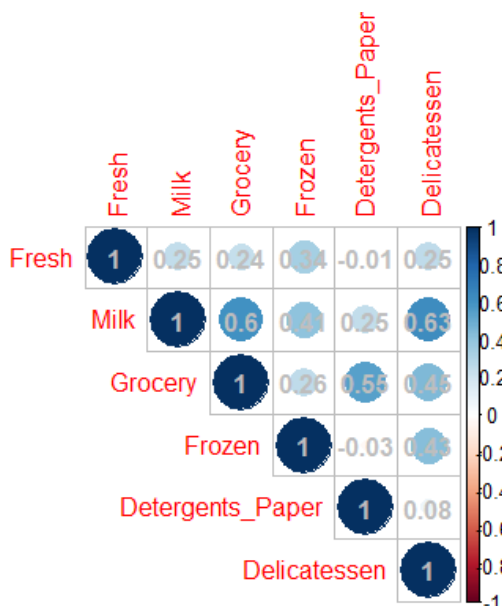 Fresh Milk Grocery Frozen Detergents_Paper Delicatessen
Fresh 1 0.25 0.24 0.34 -0.01 0.25
Milk 1 0.6 0.41 0.25 0.63
Grocery 1 0.26 0.55 0.45
Frozen 1 -0.03 0.43
Detergents_Paper 1 0.08
Delicatessen 1
1
0.8
0.6
0.4
0.2
0
-0.2
-0.4
-0.6
-0.8
-1